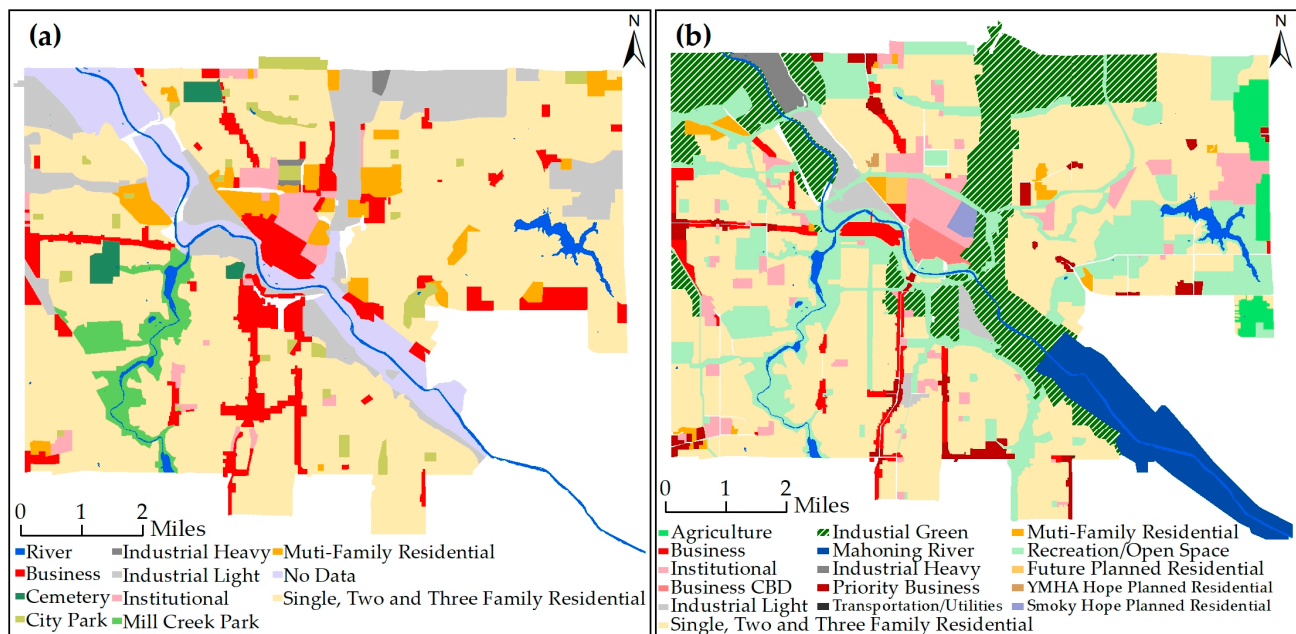 (a)
N
0 1 2
Miles
River
Industrial Heavy
Muti-Family Residential
Business
Industrial Light
No Data
Cemetery
Institutional
Single, Two and Three Family Residential
City Park
Mill Creek Park
(b)
N
0 1 2
Miles
Agriculture
Industial Green
Muti-Family Residential
Business
Mahoning River
Recreation/Open Space
Institutional
Industrial Heavy
Future Planned Residential
Business CBD
Priority Business
YMHA Hope Planned Residential
Industrial Light
Transportation/Utilities
Smoky Hope Planned Residential
Single, Two and Three Family Residential